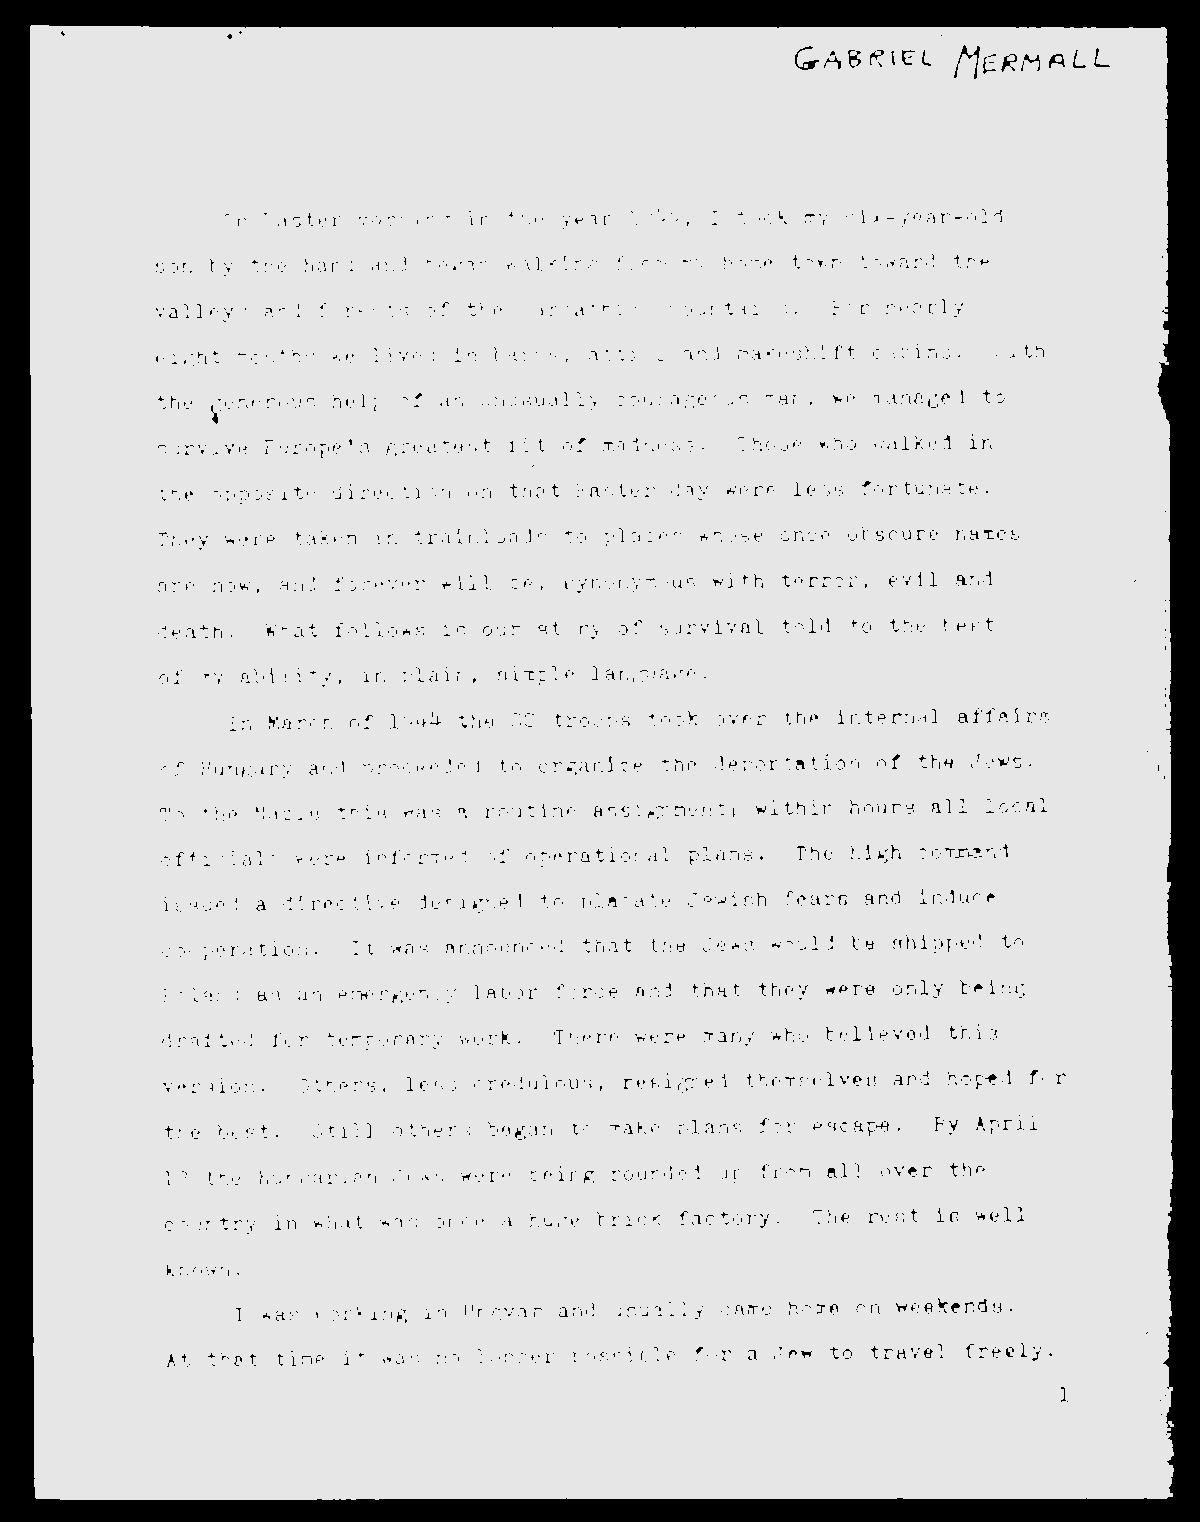 GABRIEL MERMALL
Easter in the year I took my six-year-old
son by the hand and began walking from my home town toward the
valleys and forests of the mountains. For nearly
eight months we lived in barns, attics and makeshift cabins. With
the generous help of an unusually courageous man, we managed to
survive Europe's greatest fit of madness. Those who walked in
the opposite direction on that Easter day were less fortunate.
They were taken in trainloads to places whose once obscure names
are now, and forever will be, synonymous with terror, evil and
death. What follows is our story of survival told to the best
of my ability, in plain, simple language.
In March of 1944 the SS troops took over the internal affairs
of Hungary and proceeded to organize the deportation of the Jews.
To the Nazis this was a routine assignment; within hours all local
officials were informed of operational plans. The high command
issued a directive designed to placate Jewish fears and induce
cooperation. It was announced that the Jews would be shipped to
Poland as an emergency labor force and that they were only being
drafted for temporary work. There were many who believed this
version. Others, less credulous, resigned themselves and hoped for
the best. Still others began to make plans for escape. By April
the Hungarian Jews were being rounded up from all over the
country in what was once a huge brick factory. The rest is well
known.
I was working in Ungvar and usually came home on weekends.
At that time it was no longer possible for a Jew to travel freely.
1